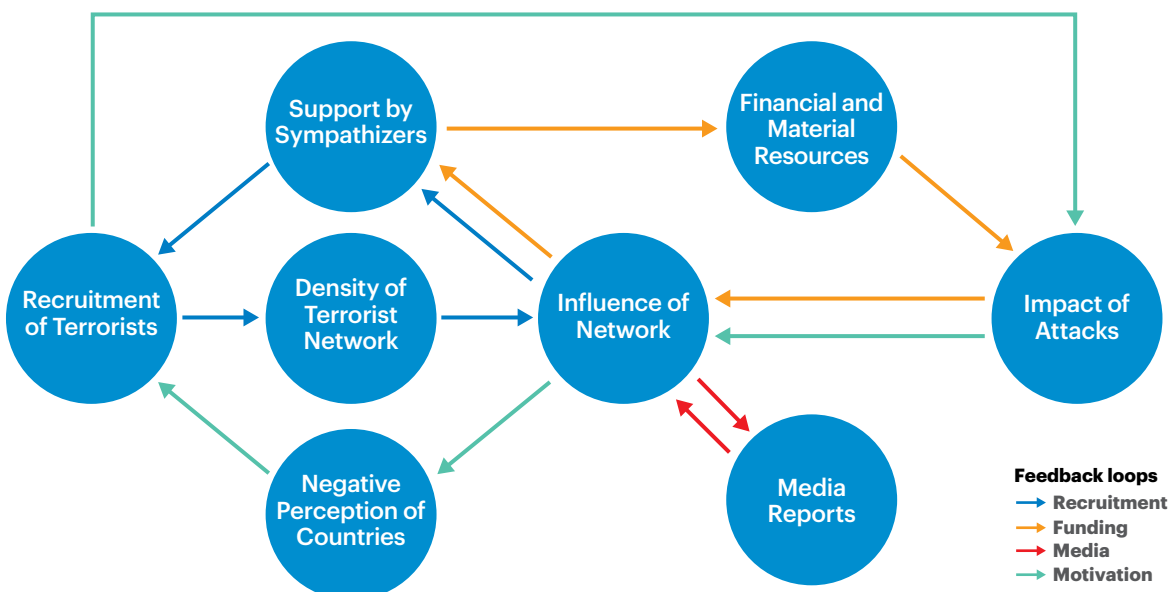 Support by
Sympathizers
Financial and
Material
Resources
Recruitment
of Terrorists
Density of
Terrorist
Network
Influence of
Network
Impact of
Attacks
Negative
Perception of
Countries
Media
Reports
Feedback loops
Recruitment
Funding
Media
Motivation